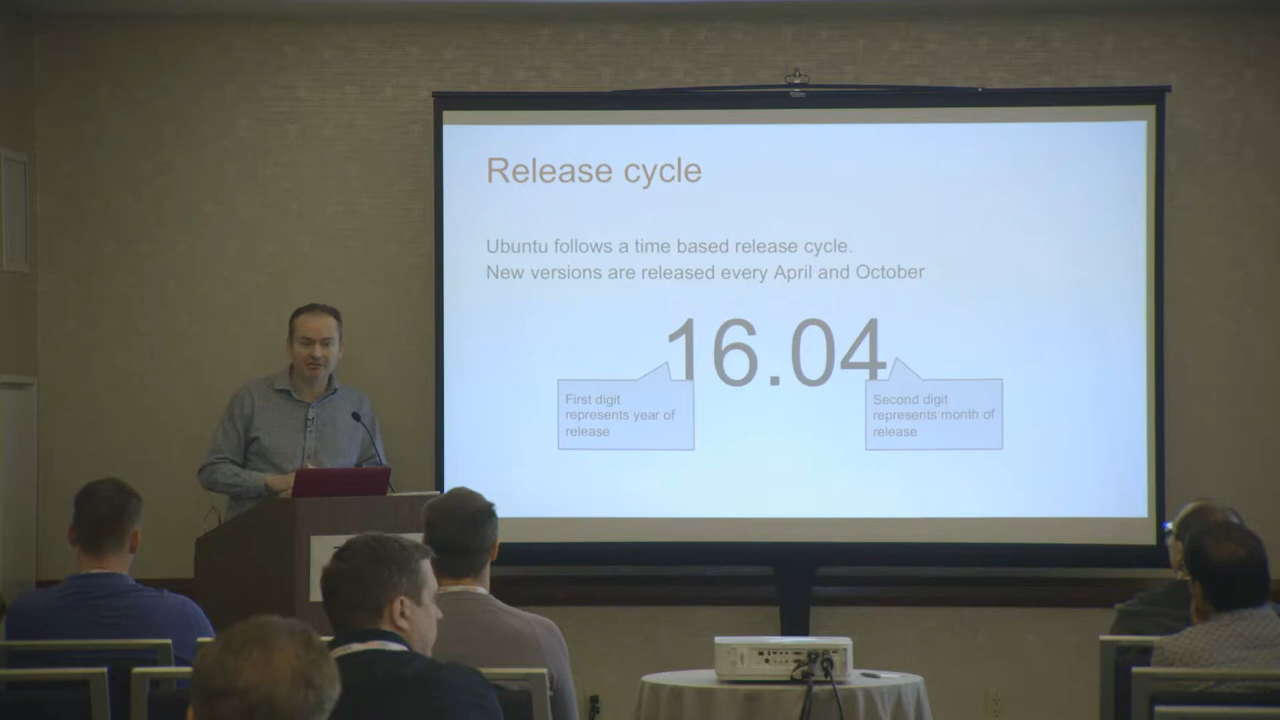 Release cycle
Ubuntu follows a time based release cycle.
New versions are released every April and October
16.04
First digit
represents year of
release
Second digit
represents month of
release